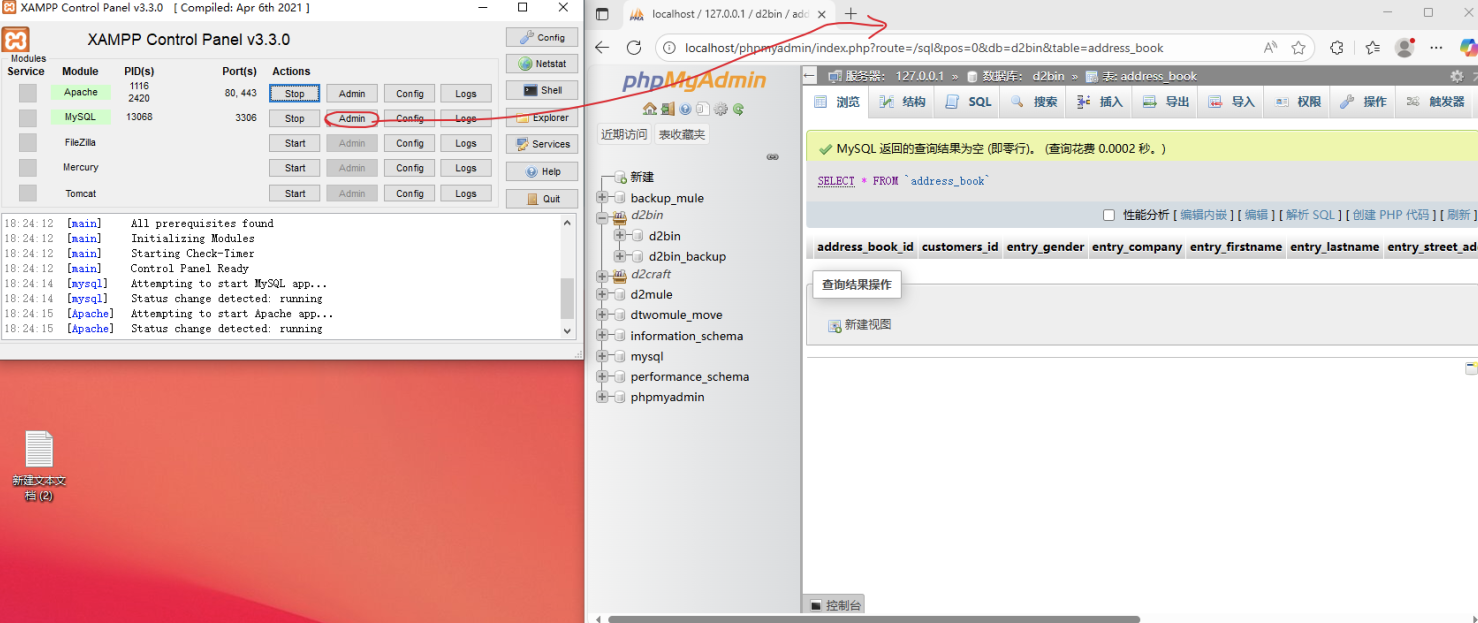 XAMPP Control Panel v3.3.0 [ Compiled: Apr 6th 2021 ]
XAMPP Control Panel v3.3.0
Modules
Service Module PID(s) Port(s) Actions
Apache 1116 2420 80, 443 Stop Admin Config Logs
MySQL 13068 3306 Stop Admin Config Logs
FileZilla Start Admin Config Logs
Mercury Start Admin Config Logs
Tomcat Start Admin Config Logs
Config
Netstat
Shell
Explorer
Services
Help
Quit
18:24:12 [main] All prerequisites found
18:24:12 [main] Initializing Modules
18:24:12 [main] Starting Check-Timer
18:24:12 [main] Control Panel Ready
18:24:14 [mysql] Attempting to start MySQL app...
18:24:14 [mysql] Status change detected: running
18:24:15 [Apache] Attempting to start Apache app...
18:24:15 [Apache] Status change detected: running
新建文本文
档 (2)
localhost / 127.0.0.1 / d2bin / add
localhost/phpmyadmin/index.php?route=/sql&pos=0&db=d2bin&table=address_book
phpMyAdmin
近期访问 表收藏夹
新建
backup_mule
d2bin
d2bin
d2bin_backup
d2craft
d2mule
dtwomule_move
information_schema
mysql
performance_schema
phpmyadmin
服务器： 127.0.0.1 » 数据库： d2bin » 表: address_book
浏览 结构 SQL 搜索 插入 导出 导入 权限 操作 触发器
MySQL 返回的查询结果为空 (即零行)。 (查询花费 0.0002 秒。)
SELECT * FROM `address_book`
性能分析 [ 编辑内嵌 ] [ 编辑 ] [ 解析 SQL ] [ 创建 PHP 代码 ] [ 刷新 ]
address_book_id customers_id entry_gender entry_company entry_firstname entry_lastname entry_street_ad
查询结果操作
新建视图
控制台